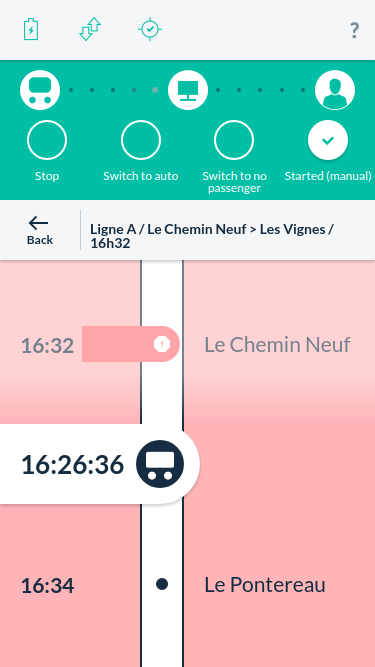 ?
Stop
Switch to auto
Switch to no
passenger
Started (manual)
Back
Ligne A / Le Chemin Neuf > Les Vignes /
16h32
16:32
!
Le Chemin Neuf
16:26:36
16:34
Le Pontereau